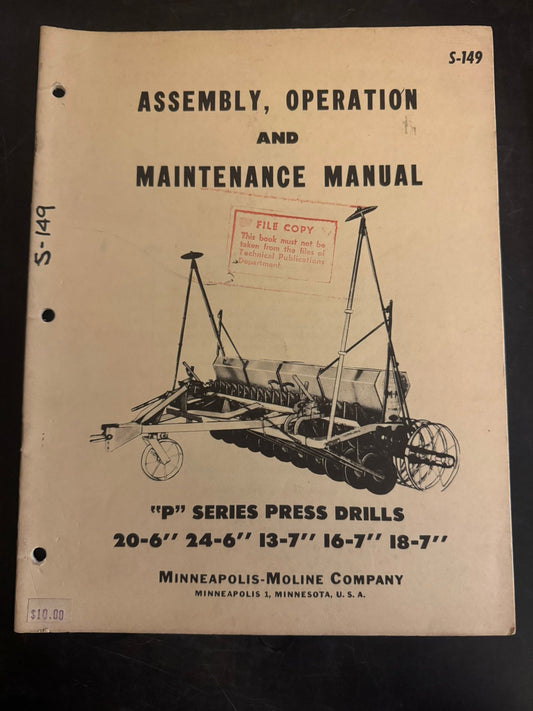 S-149
ASSEMBLY, OPERATION
AND
MAINTENANCE MANUAL
FILE COPY
This book must not be
taken from the files of
Technical Publications
Department
S-149
"P" SERIES PRESS DRILLS
20-6" 24-6" 13-7" 16-7" 18-7"
MINNEAPOLIS-MOLINE COMPANY
MINNEAPOLIS 1, MINNESOTA, U. S. A.
$10.00